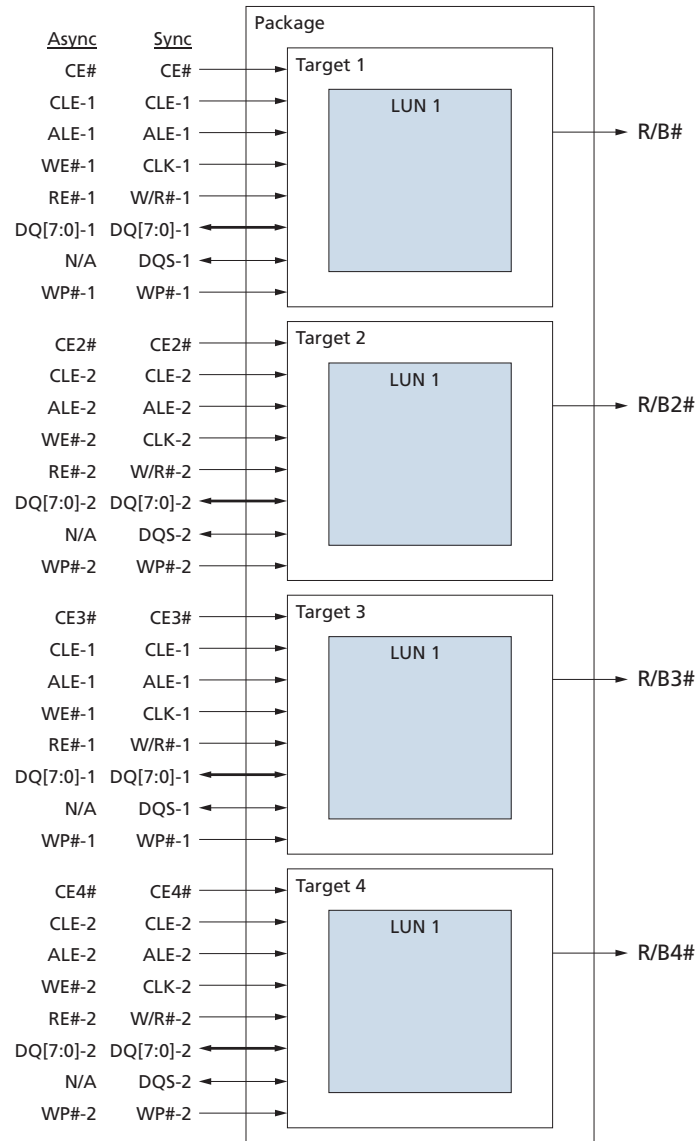 Package
Async Sync
Target 1
CE# CE#
LUN 1
CLE-1 CLE-1
ALE-1 ALE-1
R/B#
WE#-1 CLK-1
RE#-1 W/R#-1
DQ[7:0]-1 DQ[7:0]-1
N/A DQS-1
WP#-1 WP#-1
Target 2
CE2# CE2#
LUN 1
CLE-2 CLE-2
ALE-2 ALE-2
R/B2#
WE#-2 CLK-2
RE#-2 W/R#-2
DQ[7:0]-2 DQ[7:0]-2
N/A DQS-2
WP#-2 WP#-2
Target 3
CE3# CE3#
LUN 1
CLE-1 CLE-1
ALE-1 ALE-1
R/B3#
WE#-1 CLK-1
RE#-1 W/R#-1
DQ[7:0]-1 DQ[7:0]-1
N/A DQS-1
WP#-1 WP#-1
Target 4
CE4# CE4#
LUN 1
CLE-2 CLE-2
ALE-2 ALE-2
R/B4#
WE#-2 CLK-2
RE#-2 W/R#-2
DQ[7:0]-2 DQ[7:0]-2
N/A DQS-2
WP#-2 WP#-2